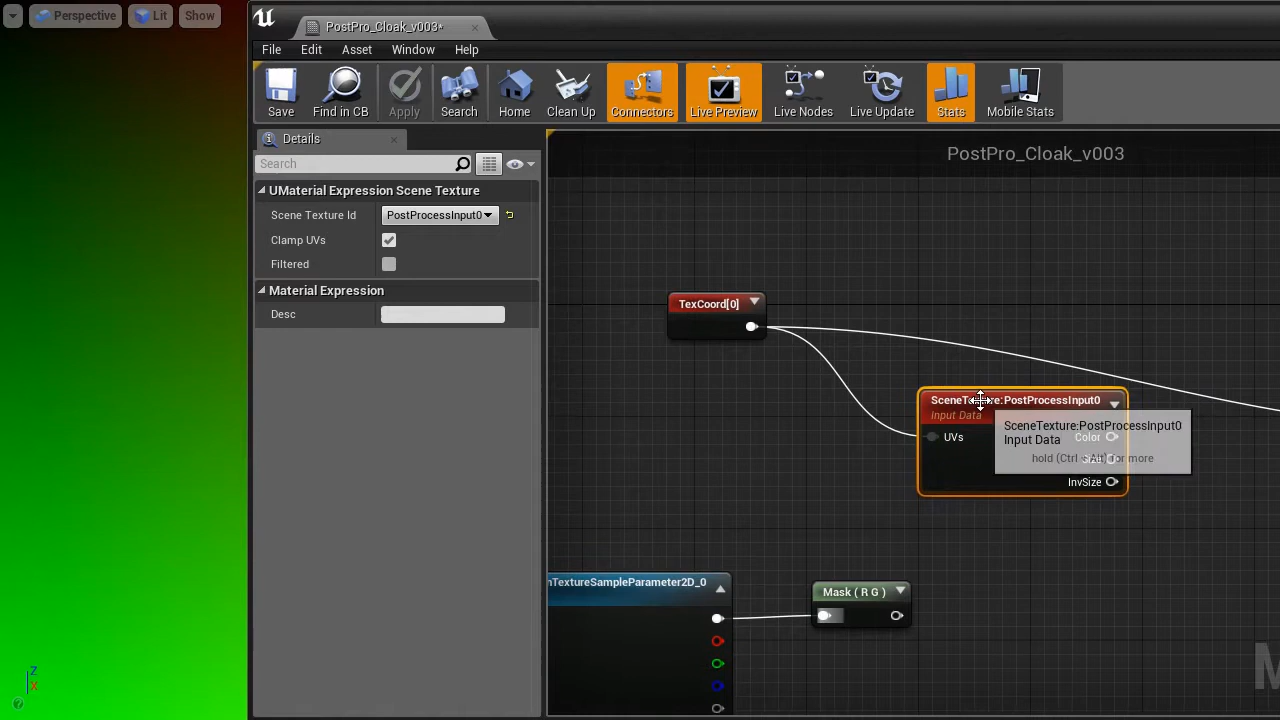 Perspective
Lit
Show
PostPro_Cloak_v003*
File
Edit
Asset
Window
Help
Save
Find in CB
Apply
Search
Home
Clean Up
Connectors
Live Preview
Live Nodes
Live Update
Stats
Mobile Stats
Details
Search
UMaterial Expression Scene Texture
Scene Texture Id
PostProcessInput0
Clamp UVs
Filtered
Material Expression
Desc
PostPro_Cloak_v003
TexCoord[0]
SceneTexture:PostProcessInput0
Input Data
UVs
Color
InvSize
SceneTexture:PostProcessInput0
Input Data
hold (Ctrl + Alt) for more
nTextureSampleParameter2D_0
Mask ( R G )
M
Z
X